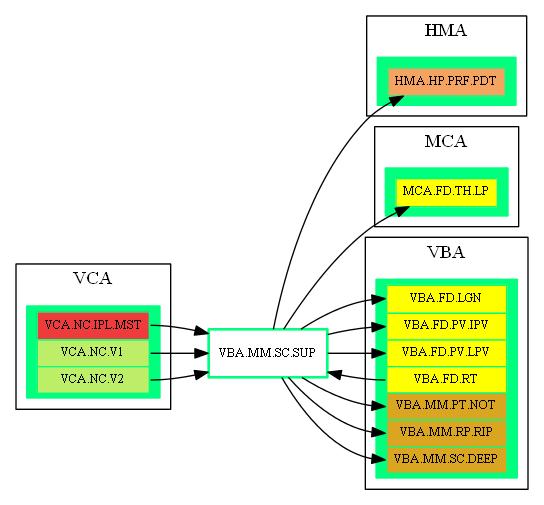 HMA
HMA.HP.PRF.PDT
MCA
MCA.FD.TH.LP
VCA
VCA.NC.IPL.MST
VCA.NC.V1
VCA.NC.V2
VBA.MM.SC.SUP
VBA
VBA.FD.LGN
VBA.FD.PV.IPV
VBA.FD.PV.LPV
VBA.FD.RT
VBA.MM.PT.NOT
VBA.MM.RP.RIP
VBA.MM.SC.DEEP